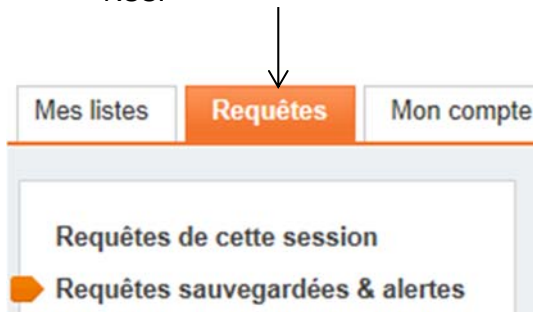 Mes listes Requêtes Mon compte
Requêtes de cette session
Requêtes sauvegardées & alertes